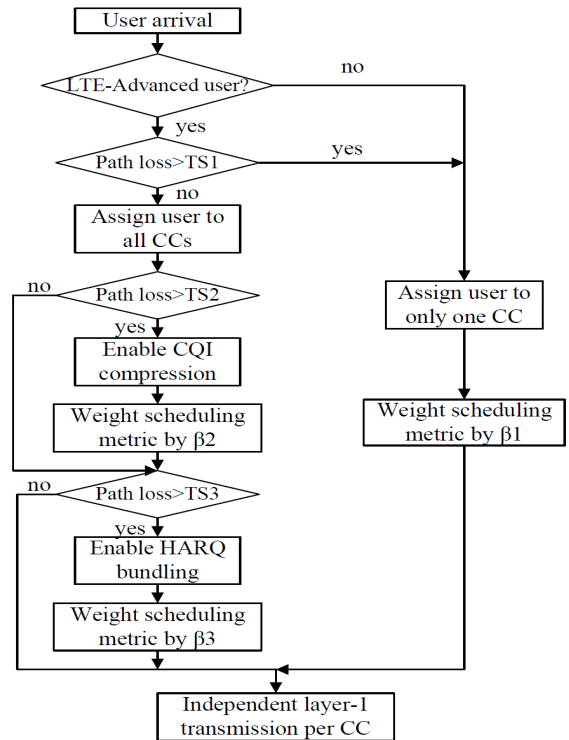 User arrival
LTE-Advanced user?
no
yes
Path loss>TS1
yes
no
Assign user to
all CCs
no
Path loss>TS2
yes
Assign user to
only one CC
Enable CQI
compression
Weight scheduling
metric by β2
Weight scheduling
metric by β1
no
Path loss>TS3
yes
Enable HARQ
bundling
Weight scheduling
metric by β3
Independent layer-1
transmission per CC